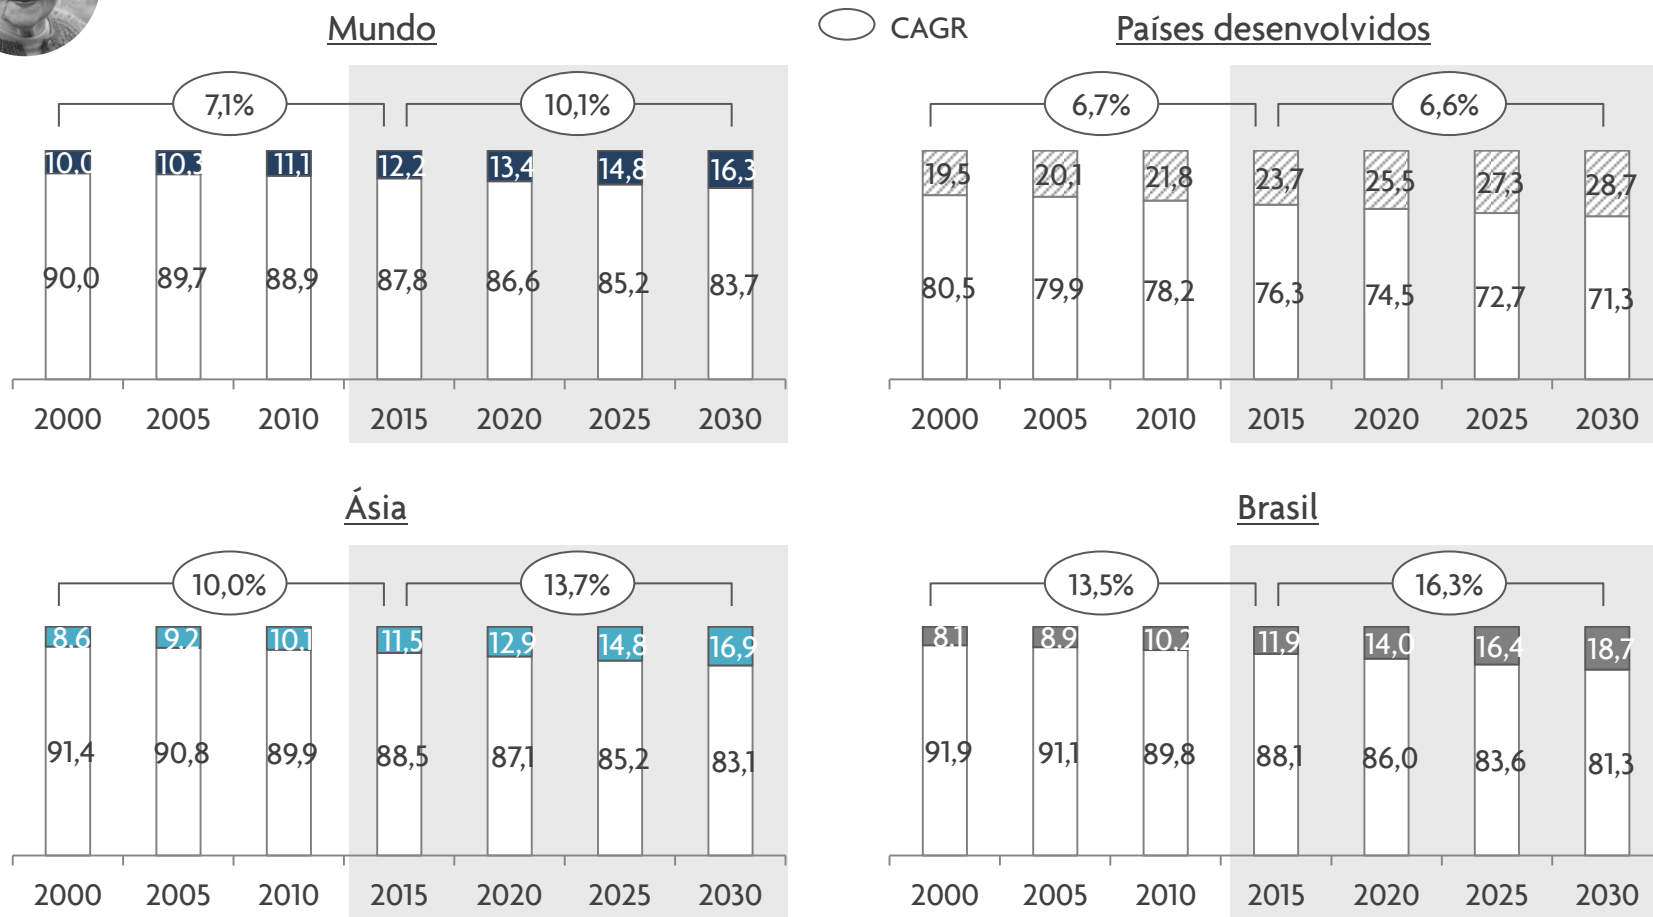 Mundo
CAGR
Países desenvolvidos
7,1% 10,1%
10,0 10,3 11,1 12,2 13,4 14,8 16,3
90,0 89,7 88,9 87,8 86,6 85,2 83,7
2000 2005 2010 2015 2020 2025 2030
6,7% 6,6%
19,5 20,1 21,8 23,7 25,5 27,3 28,7
80,5 79,9 78,2 76,3 74,5 72,7 71,3
2000 2005 2010 2015 2020 2025 2030
Ásia
10,0% 13,7%
8,6 9,2 10,1 11,5 12,9 14,8 16,9
91,4 90,8 89,9 88,5 87,1 85,2 83,1
2000 2005 2010 2015 2020 2025 2030
Brasil
13,5% 16,3%
8,1 8,9 10,2 11,9 14,0 16,4 18,7
91,9 91,1 89,8 88,1 86,0 83,6 81,3
2000 2005 2010 2015 2020 2025 2030